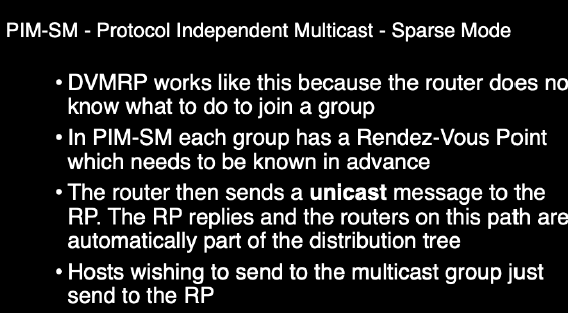 PIM-SM - Protocol Independent Multicast - Sparse Mode
• DVMRP works like this because the router does no
know what to do to join a group
• In PIM-SM each group has a Rendez-Vous Point
which needs to be known in advance
• The router then sends a unicast message to the
RP. The RP replies and the routers on this path are
automatically part of the distribution tree
• Hosts wishing to send to the multicast group just
send to the RP